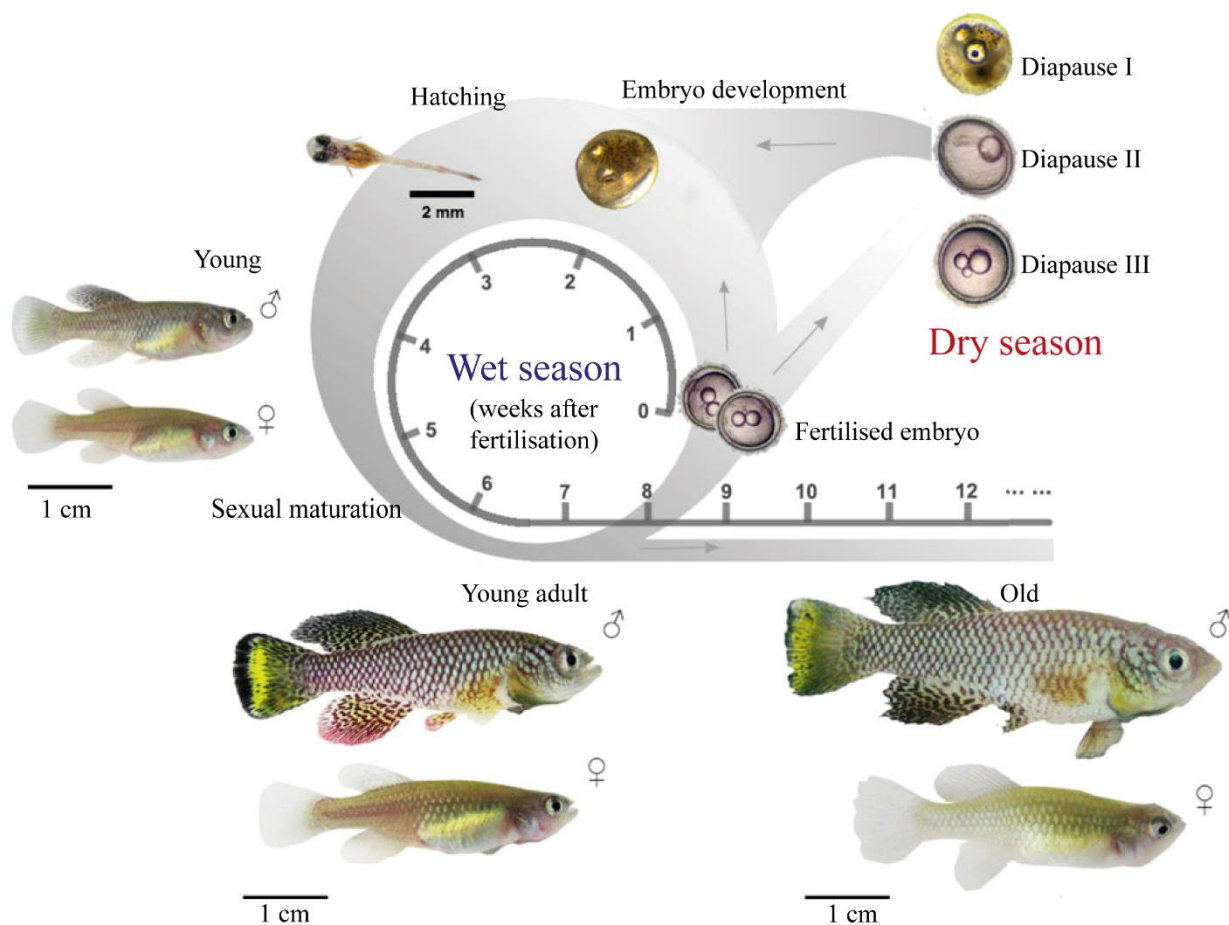 Diapause I
Hatching
Embryo development
Diapause II
2 mm
Young
♂
Diapause III
3
2
1
4
Wet season
Dry season
(weeks after
fertilisation)
0
♀
5
Fertilised embryo
6
7
8
9
10
11
12
... ...
1 cm
Sexual maturation
Young adult
♂
Old
♂
♀
♀
1 cm
1 cm